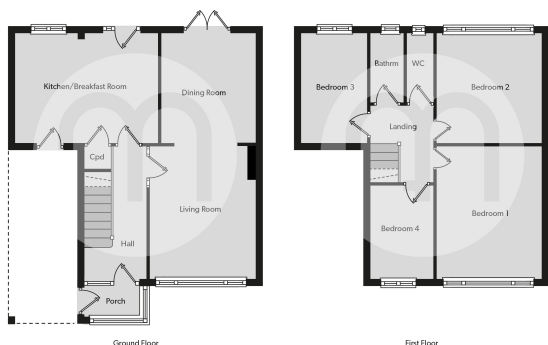 Kitchen/Breakfast Room
Dining Room
Cpd
Living Room
Hall
Porch
Ground Floor
Bedroom 3
Bathrm
WC
Bedroom 2
Landing
Bedroom 1
Bedroom 4
First Floor